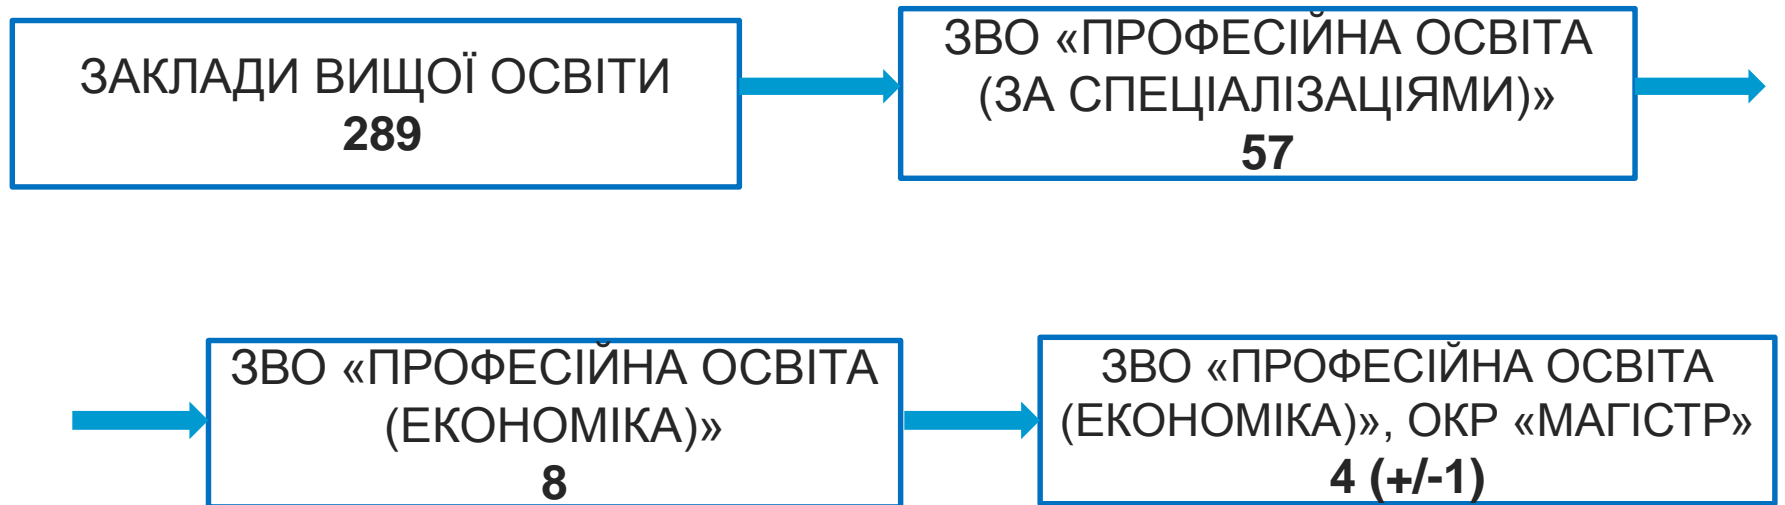 ЗАКЛАДИ ВИЩОЇ ОСВІТИ
289
ЗВО «ПРОФЕСІЙНА ОСВІТА
(ЗА СПЕЦІАЛІЗАЦІЯМИ)»
57
ЗВО «ПРОФЕСІЙНА ОСВІТА
(ЕКОНОМІКА)»
8
ЗВО «ПРОФЕСІЙНА ОСВІТА
(ЕКОНОМІКА)», ОКР «МАГІСТР»
4 (+/-1)